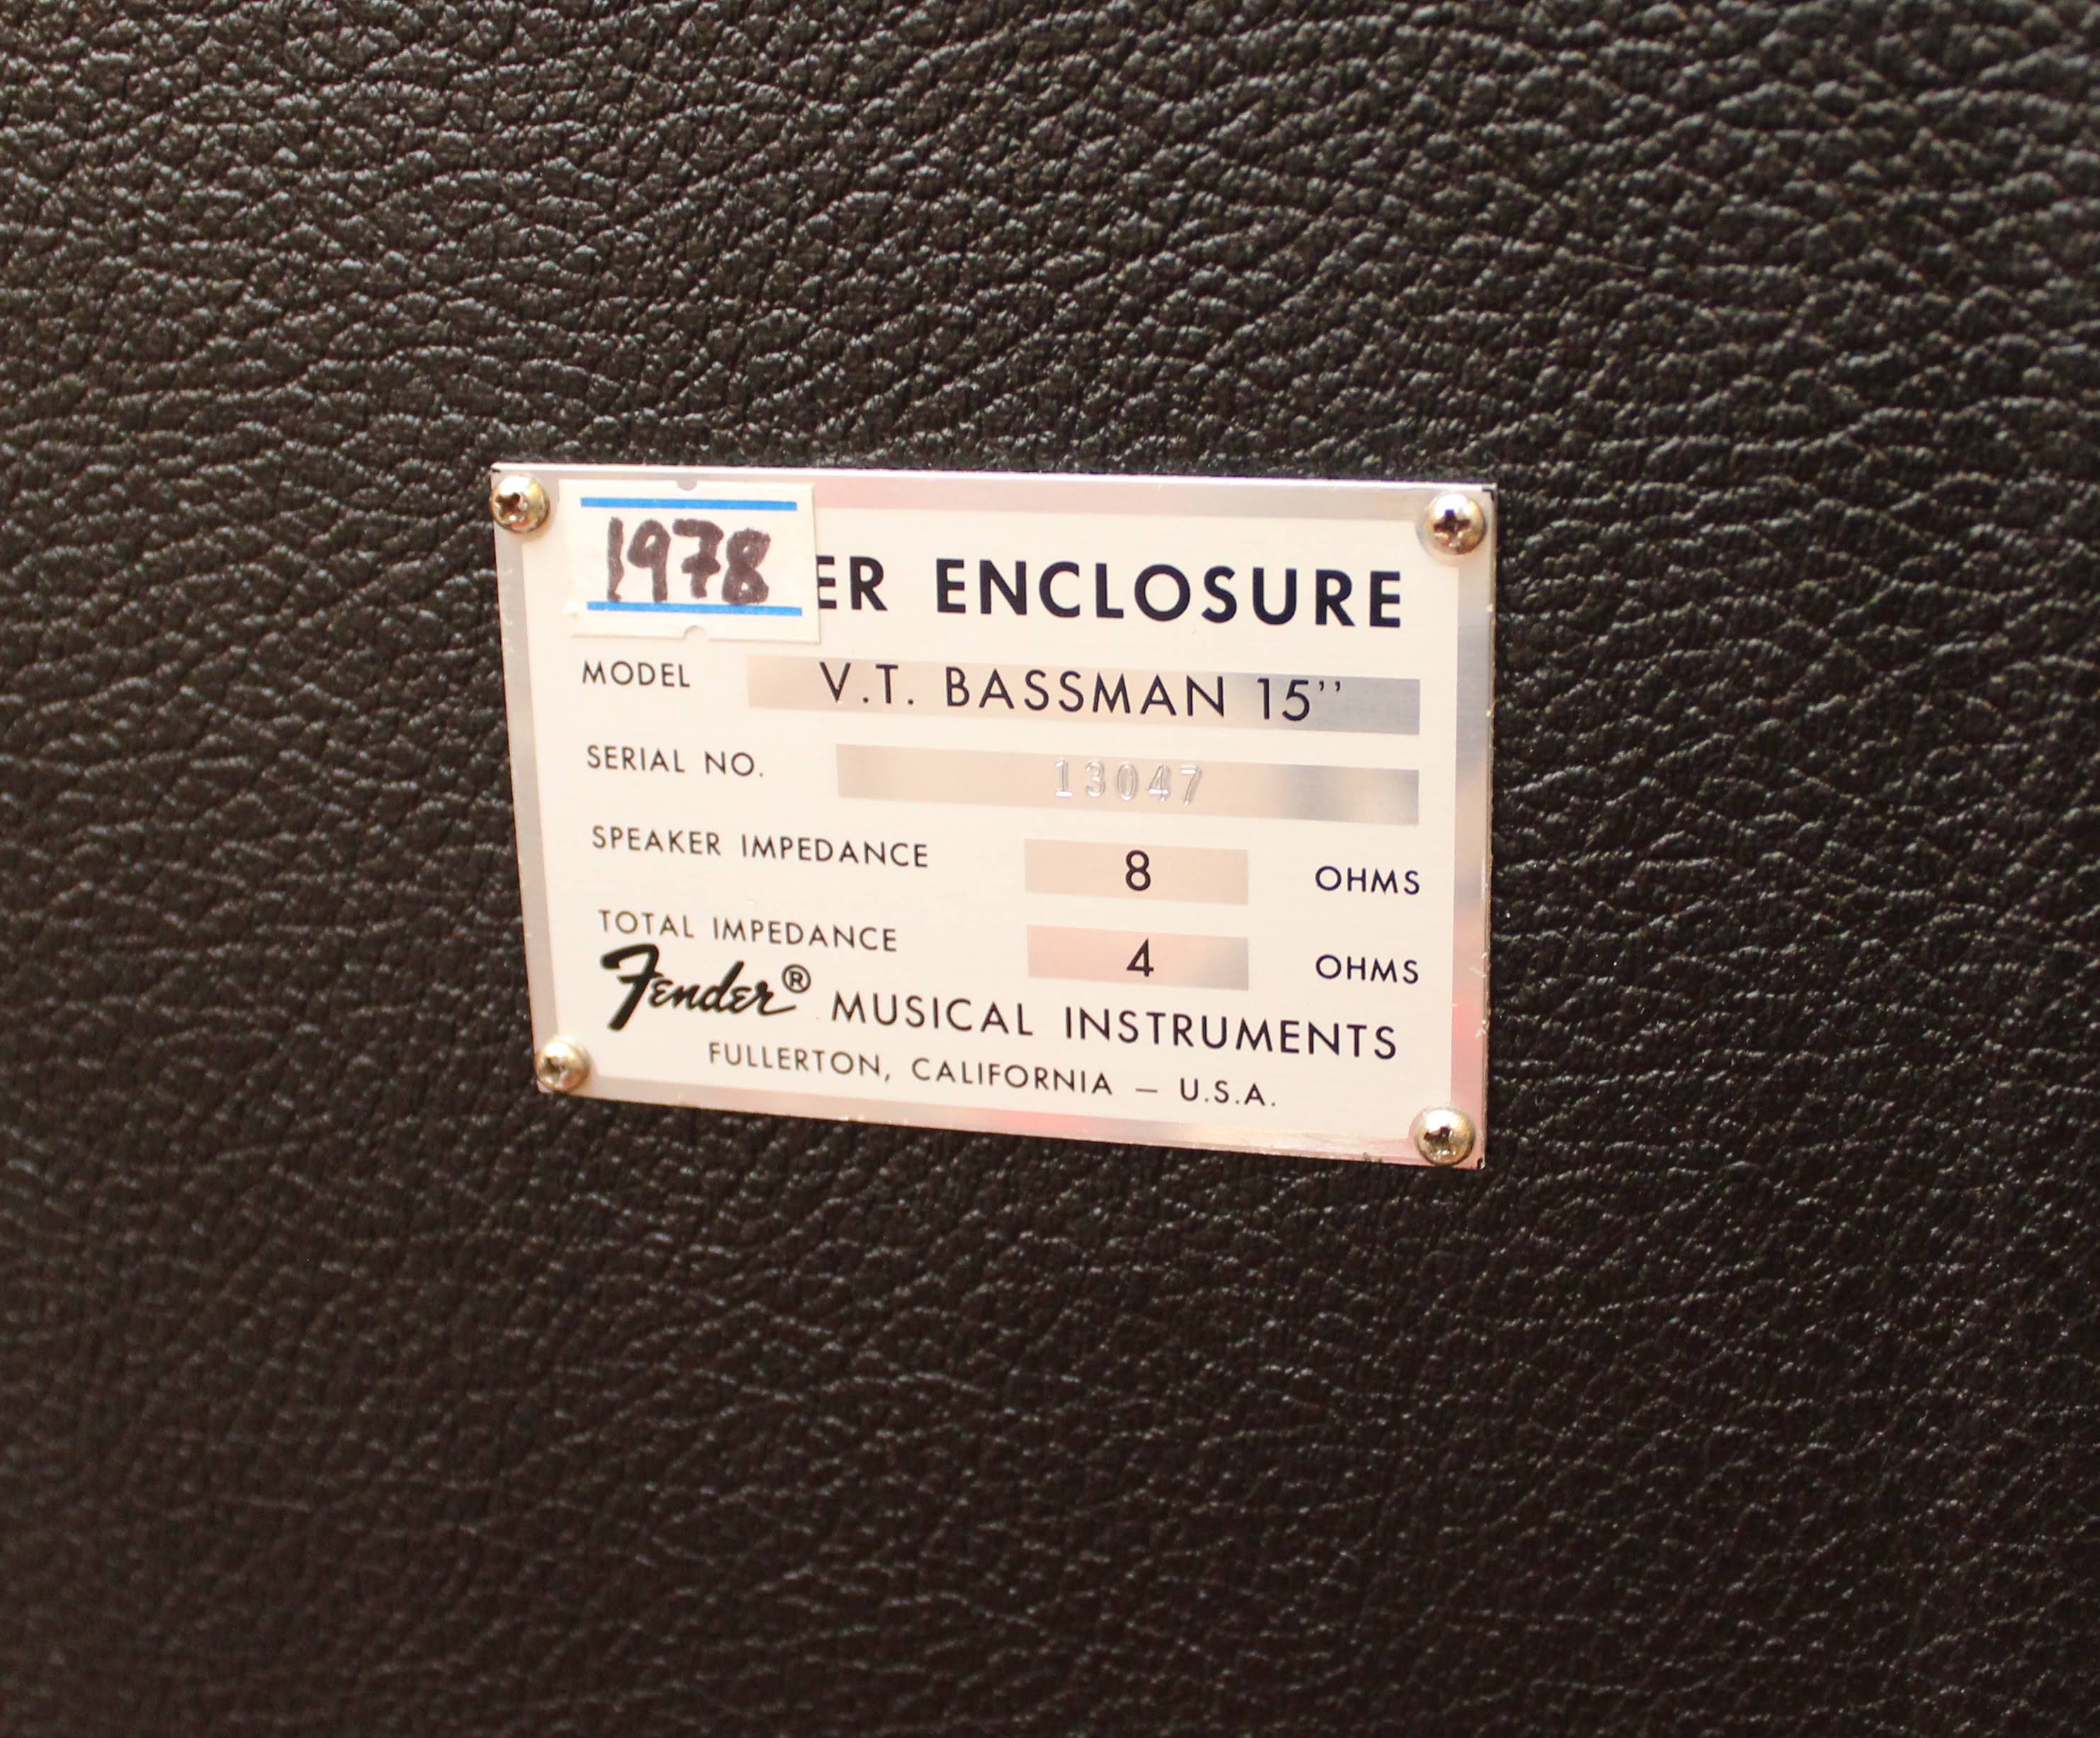 1978
ER ENCLOSURE
MODEL V.T. BASSMAN 15’’
SERIAL NO. 13047
SPEAKER IMPEDANCE 8 OHMS
TOTAL IMPEDANCE 4 OHMS
Fender® MUSICAL INSTRUMENTS
FULLERTON, CALIFORNIA – U.S.A.